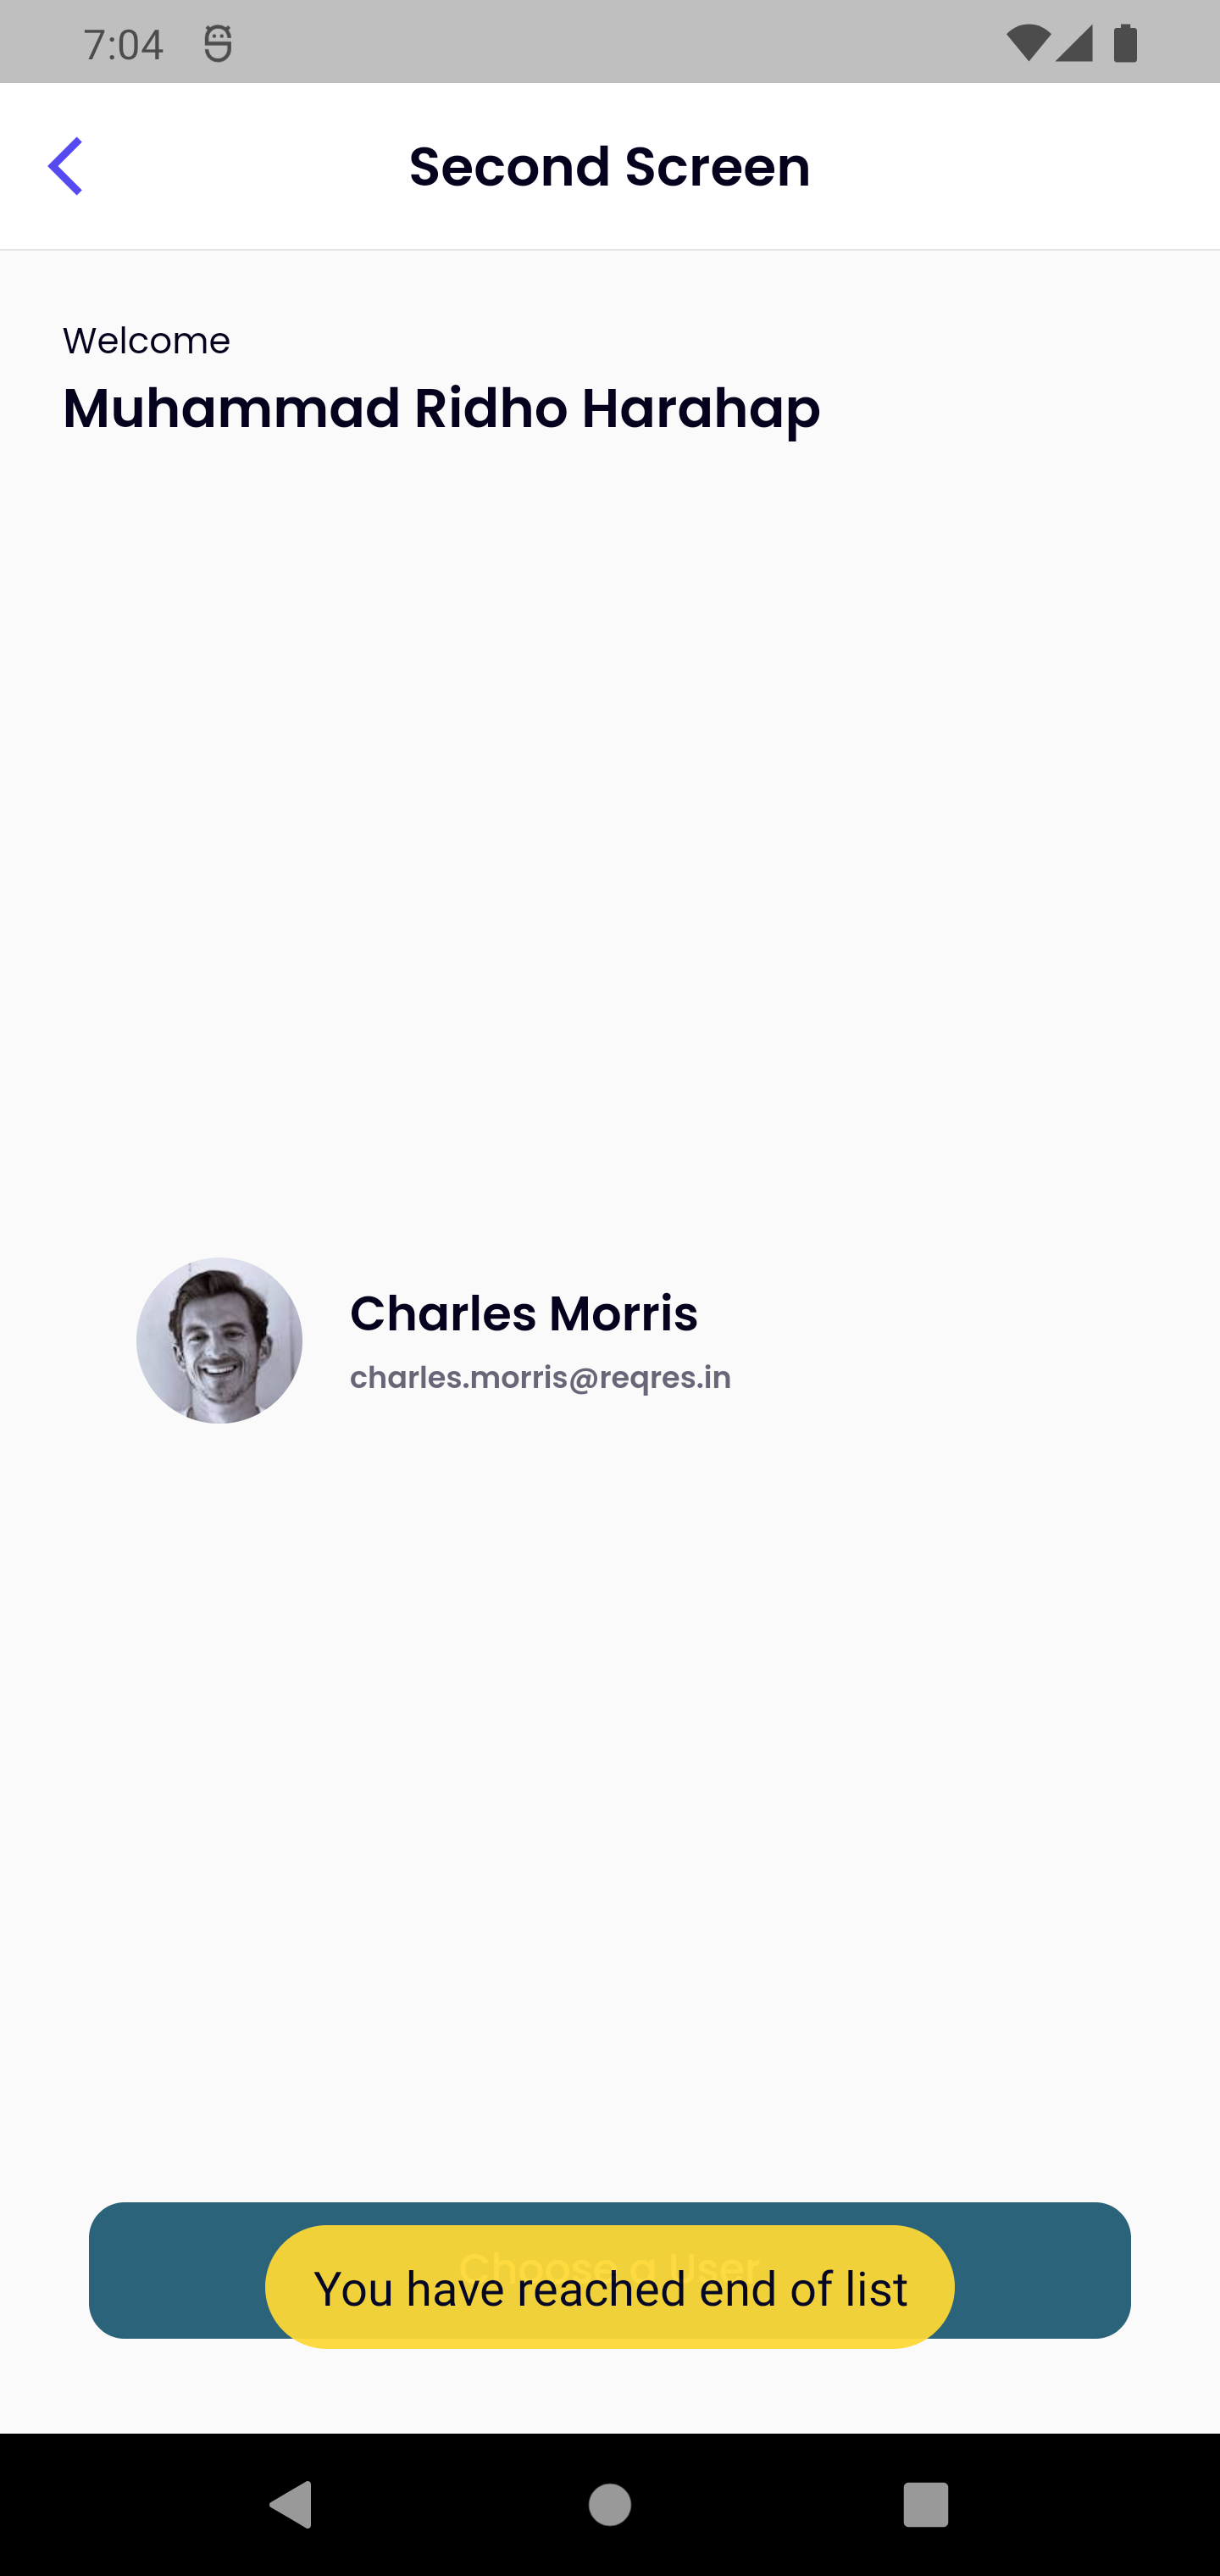 7:04
Second Screen
Welcome
Muhammad Ridho Harahap
Charles Morris
charles.morris@reqres.in
Choose a User
You have reached end of list